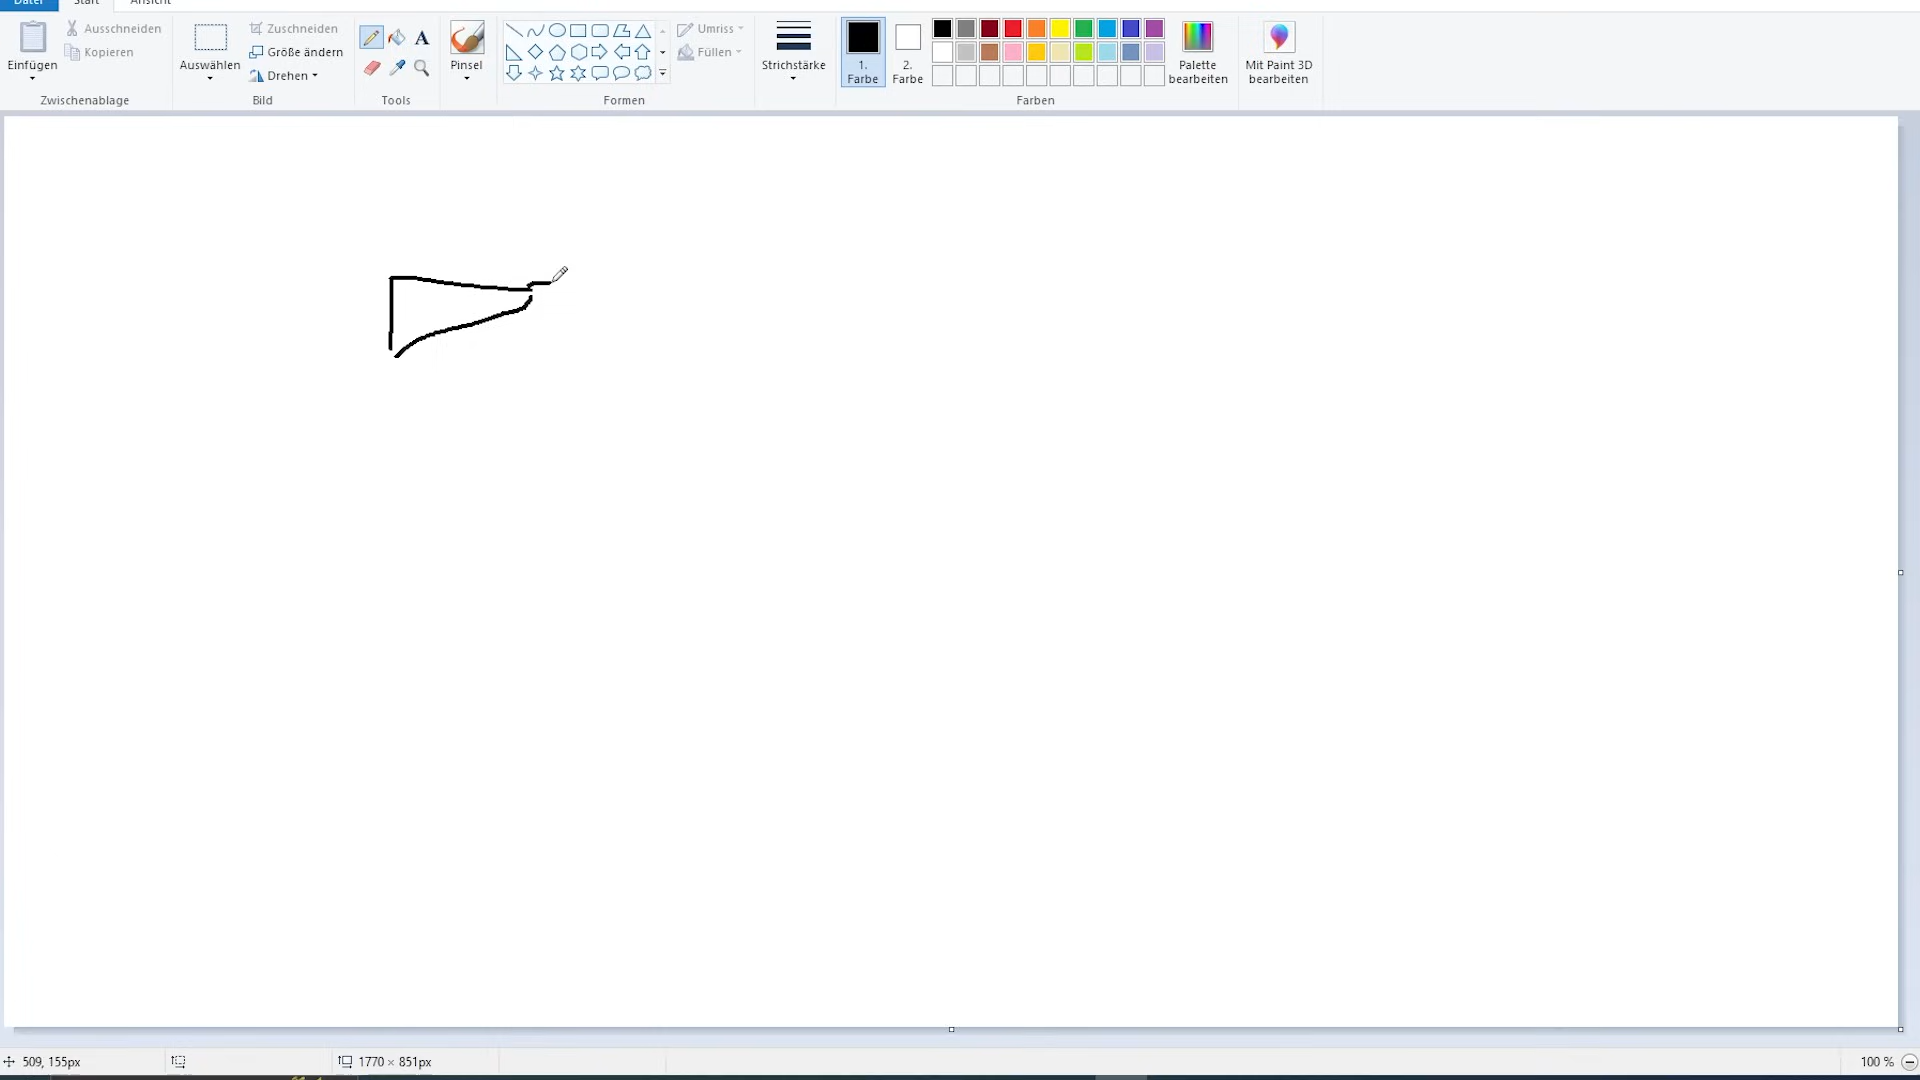 Datei Start Ansicht
Einfügen
Ausschneiden
Kopieren
Zwischenablage
Auswählen
Zuschneiden
Größe ändern
Drehen
Bild
A
Tools
Pinsel
Umriss
Füllen
Formen
Strichstärke
1.
Farbe
2.
Farbe
Palette
bearbeiten
Farben
Mit Paint 3D
bearbeiten
509, 155px
1770 × 851px
100 %